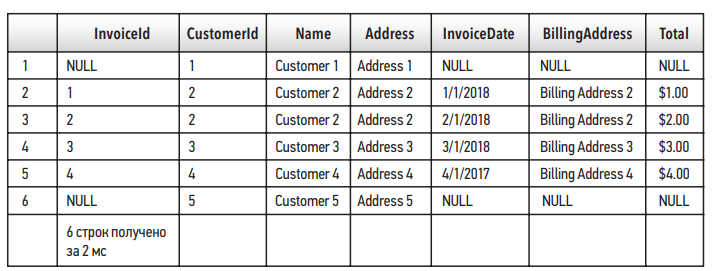 InvoiceId CustomerId Name Address InvoiceDate BillingAddress Total
1 NULL 1 Customer 1 Address 1 NULL NULL NULL
2 1 2 Customer 2 Address 2 1/1/2018 Billing Address 2 $1.00
3 2 2 Customer 2 Address 2 2/1/2018 Billing Address 2 $2.00
4 3 3 Customer 3 Address 3 3/1/2018 Billing Address 3 $3.00
5 4 4 Customer 4 Address 4 4/1/2017 Billing Address 4 $4.00
6 NULL 5 Customer 5 Address 5 NULL NULL NULL
6 строк получено
за 2 мс